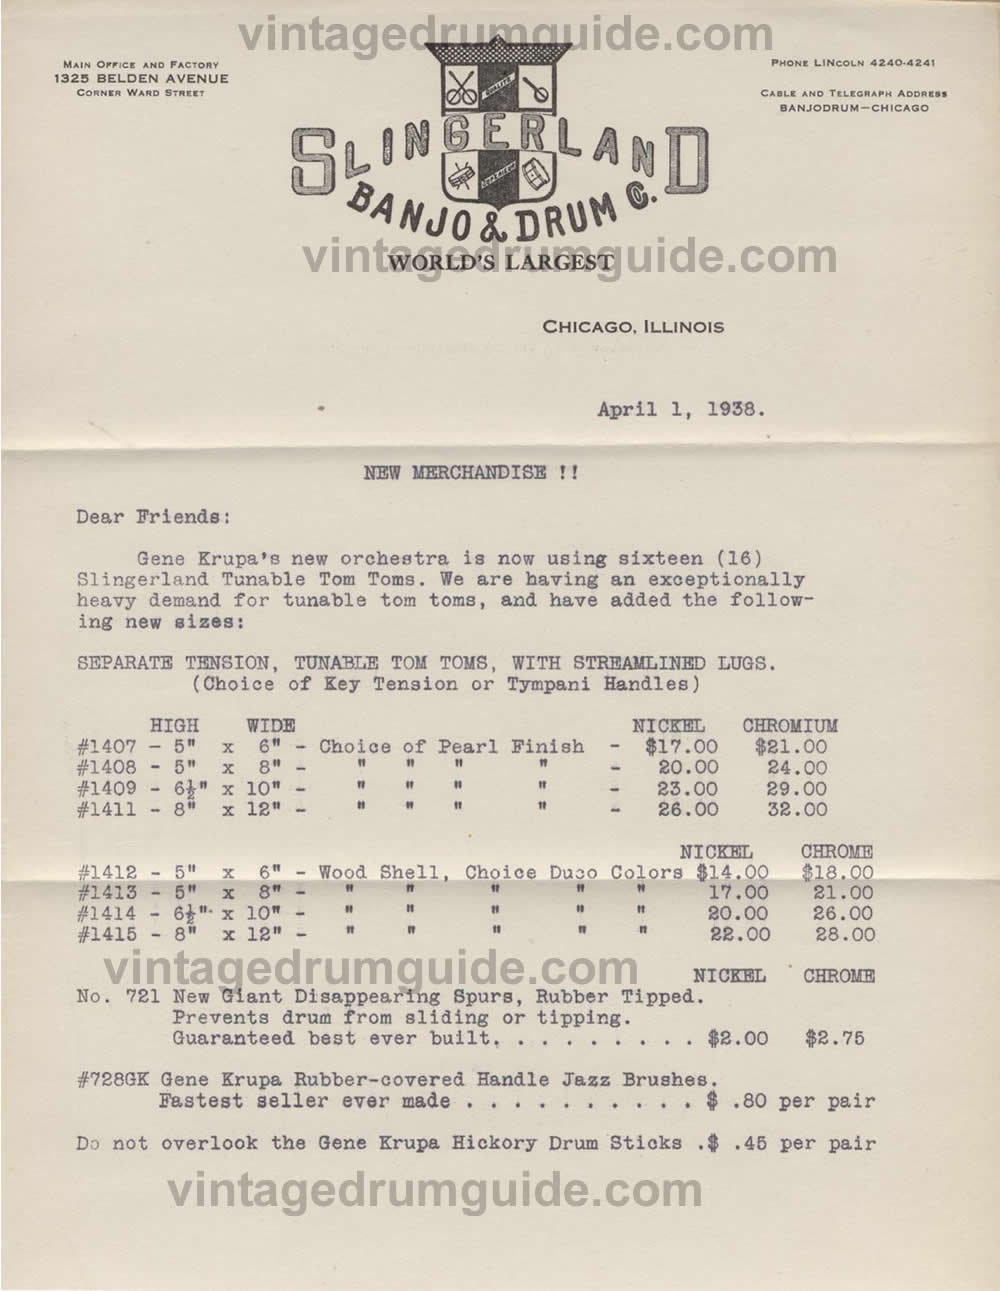 vintagedrumguide.com
MAIN OFFICE AND FACTORY
1325 BELDEN AVENUE
CORNER WARD STREET
PHONE LINCOLN 4240-4241
CABLE AND TELEGRAPH ADDRESS
BANJODRUM—CHICAGO
QUALITY
SLINGERLAND
SUPERIOR
BANJO & DRUM CO.
vintagedrumguide.com
WORLD'S LARGEST
CHICAGO, ILLINOIS
April 1, 1938.
NEW MERCHANDISE !!
Dear Friends:
Gene Krupa's new orchestra is now using sixteen (16)
Slingerland Tunable Tom Toms. We are having an exceptionally
heavy demand for tunable tom toms, and have added the follow-
ing new sizes:
SEPARATE TENSION, TUNABLE TOM TOMS, WITH STREAMLINED LUGS.
(Choice of Key Tension or Tympani Handles)
HIGH WIDE NICKEL CHROMIUM
#1407 - 5" x 6" - Choice of Pearl Finish - $17.00 $21.00
#1408 - 5" x 8" - " " " " - 20.00 24.00
#1409 - 6½" x 10" - " " " " - 23.00 29.00
#1411 - 8" x 12" - " " " " - 26.00 32.00
NICKEL CHROME
#1412 - 5" x 6" - Wood Shell, Choice Duco Colors $14.00 $18.00
#1413 - 5" x 8" - " " " " " 17.00 21.00
#1414 - 6½" x 10" - " " " " " 20.00 26.00
#1415 - 8" x 12" - " " " " " 22.00 28.00
vintagedrumguide.com
NICKEL CHROME
No. 721 New Giant Disappearing Spurs, Rubber Tipped.
Prevents drum from sliding or tipping.
Guaranteed best ever built. . . . . . . . . . $2.00 $2.75
#728GK Gene Krupa Rubber-covered Handle Jazz Brushes.
Fastest seller ever made . . . . . . . . . . $ .80 per pair
Do not overlook the Gene Krupa Hickory Drum Sticks .$ .45 per pair
vintagedrumguide.com